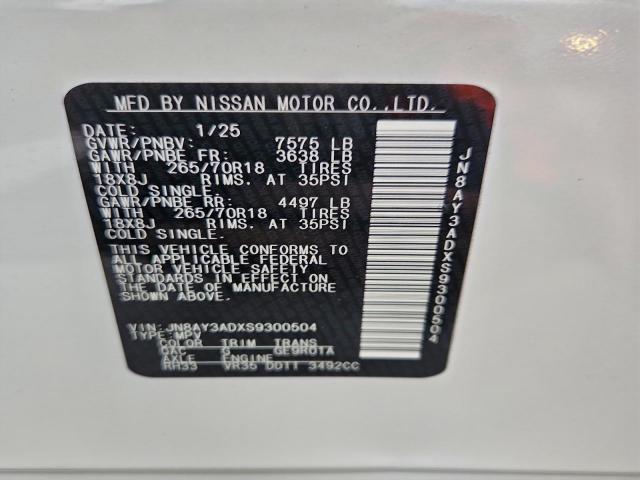 MFD BY NISSAN MOTOR CO.,LTD.
DATE: 1/25
GVWR/PNBV: 7575 LB
GAWR/PNBE FR: 3638 LB
WITH 265/70R18 TIRES
18X8J RIMS. AT 35PSI
COLD SINGLE.
GAWR/PNBE RR: 4497 LB
WITH 265/70R18 TIRES
18X8J RIMS. AT 35PSI
COLD SINGLE.
THIS VEHICLE CONFORMS TO
ALL APPLICABLE FEDERAL
MOTOR VEHICLE SAFETY
STANDARDS IN EFFECT ON
THE DATE OF MANUFACTURE
SHOWN ABOVE.
VIN: JN8AY3ADXS9300504
TYPE: MPV
COLOR TRIM TRANS
QAC G GE9R01A
AXLE ENGINE
RH33 VR35 DDTT 3492CC
JN8AY3ADXS9300504